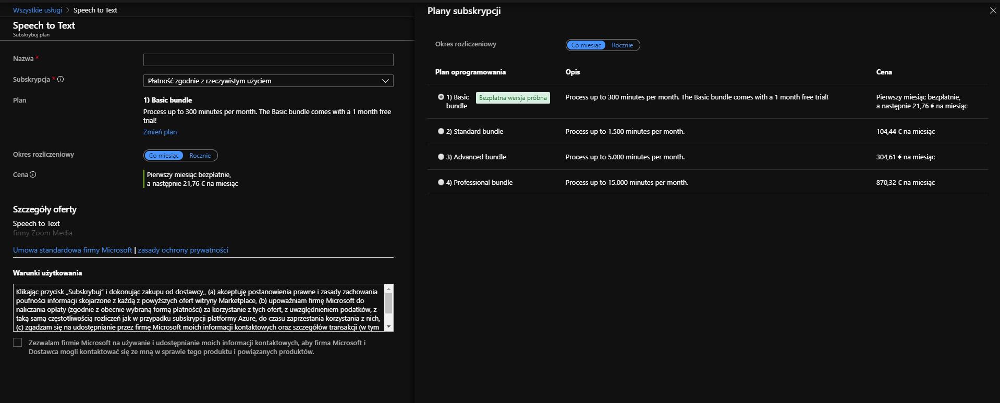 Wszystkie usługi > Speech to Text
Speech to Text
Subskrybuj plan
Nazwa *
Subskrypcja *
Płatność zgodnie z rzeczywistym użyciem
Plan
1) Basic bundle
Process up to 300 minutes per month. The Basic bundle comes with a 1 month free
trial!
Zmień plan
Okres rozliczeniowy
Co miesiąc Rocznie
Cena
Pierwszy miesiąc bezpłatnie,
a następnie 21,76 € na miesiąc
Szczegóły oferty
Speech to Text
firmy Zoom Media
Umowa standardowa firmy Microsoft | zasady ochrony prywatności
Warunki użytkowania
Klikając przycisk „Subskrybuj” i dokonując zakupu od dostawcy,, (a) akceptuję postanowienia prawne i zasady zachowania
poufności informacji skojarzone z każdą z powyższych ofert witryny Marketplace, (b) upoważniam firmę Microsoft do
naliczania opłaty (zgodnie z obecnie wybraną formą płatności) za korzystanie z tych ofert, z uwzględnieniem podatków, z
taką samą częstotliwością rozliczeń jak w przypadku subskrypcji platformy Azure, do czasu zaprzestania korzystania z nich,
(c) zgadzam się na udostępnianie przez firmę Microsoft moich informacji kontaktowych oraz szczegółów transakcji (w tym
Zezwalam firmie Microsoft na używanie i udostępnianie moich informacji kontaktowych, aby firma Microsoft i
Dostawca mogli kontaktować się ze mną w sprawie tego produktu i powiązanych produktów.
Plany subskrypcji
Okres rozliczeniowy
Co miesiąc Rocznie
Plan oprogramowania Opis Cena
1) Basic bundle Bezpłatna wersja próbna Process up to 300 minutes per month. The Basic bundle comes with a 1 month free trial! Pierwszy miesiąc bezpłatnie,
a następnie 21,76 € na miesiąc
2) Standard bundle Process up to 1.500 minutes per month. 104,44 € na miesiąc
3) Advanced bundle Process up to 5.000 minutes per month. 304,61 € na miesiąc
4) Professional bundle Process up to 15.000 minutes per month. 870,32 € na miesiąc